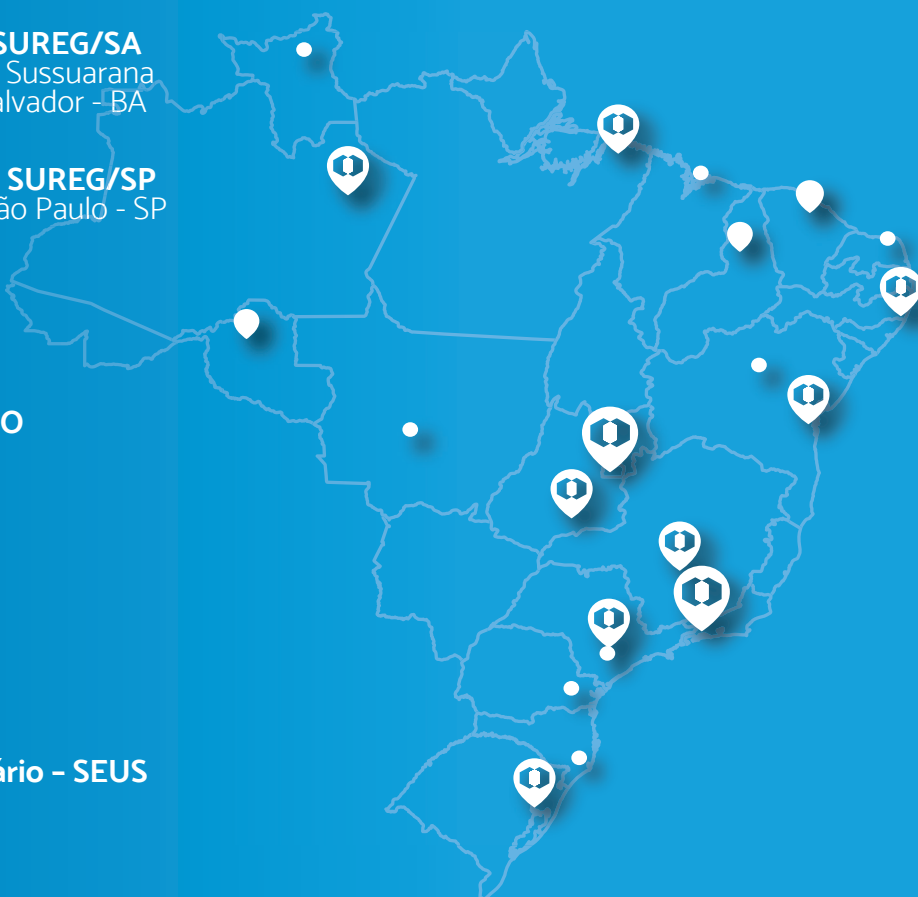 SUREG/SA
Sussuarana
alvador - BA
SUREG/SP
ão Paulo - SP
O
ário – SEUS